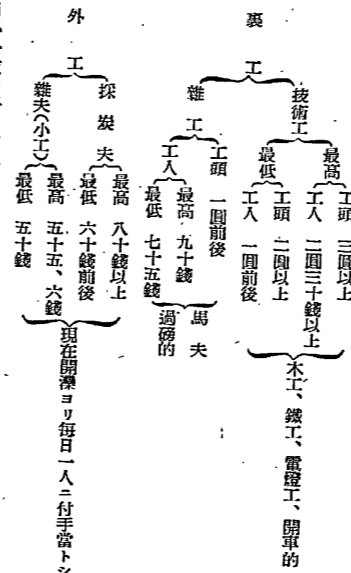 裏工
技術工
最高
工頭 三圓以上
工人 二圓三十錢以上
最低
工頭 二圓以上
工人 一圓前後
木工、鐵工、電燈工、開車的
雜工
工頭 一圓前後
工人
最高 九十錢
最低 七十五錢
馬夫
過磅的
外工
採炭夫
最高 八十錢以上
最低 六十錢前後
雜夫(小工)
最高 五十五、六錢
最低 五十錢
現在開灤ヨリ每日一人ニ付手當トシ